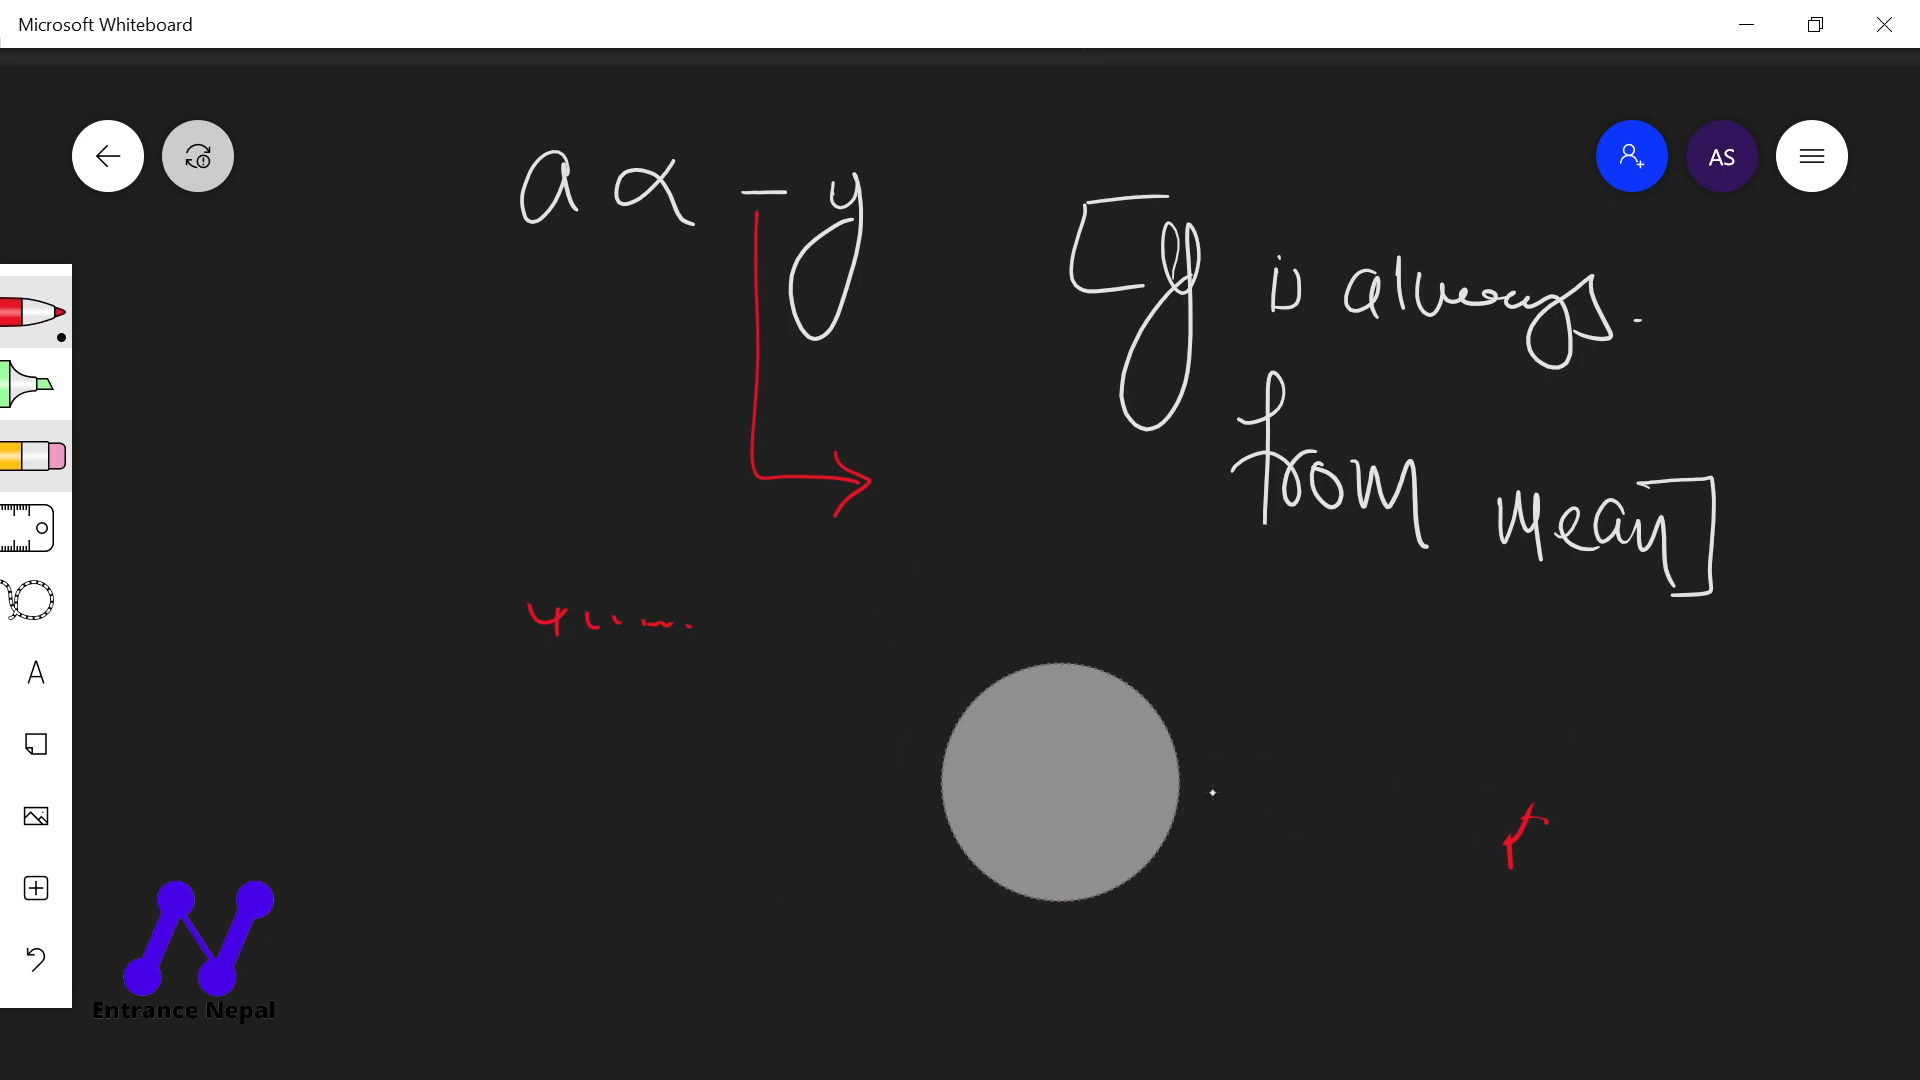 Microsoft Whiteboard
AS
a ∝ - y
[y is always.
from mean]
A
Entrance Nepal